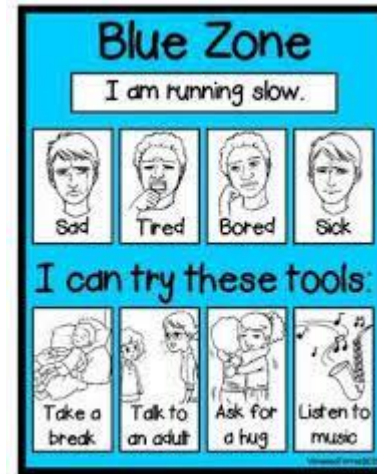 Blue Zone
I am running slow.
Sad Tired Bored Sick
I can try these tools:
Take a break
Talk to an adult
Ask for a hug
Listen to music